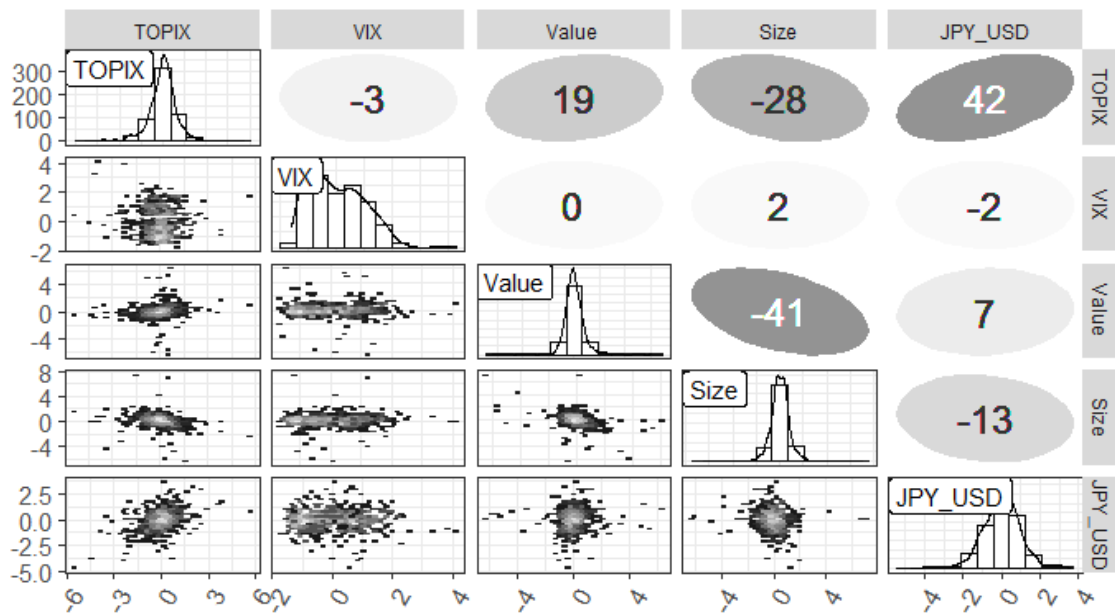 TOPIX VIX Value Size JPY_USD
300
200
100
0
TOPIX
-3 19 -28 42
TOPIX
4
2
0
-2
VIX
0 2 -2
VIX
4
0
-4
Value
-41 7
Value
8
4
0
-4
Size
-13
Size
2.5
0.0
-2.5
-5.0
JPY_USD
JPY_USD
-6 -3 0 3 6 -2 0 2 4 -4 0 4 -4 0 4 8 -4 -2 0 2 4